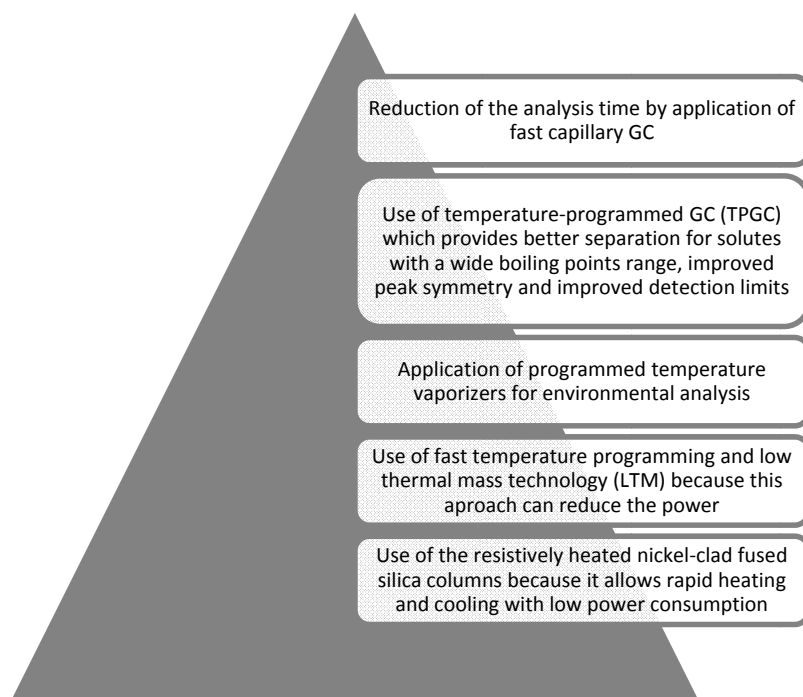 Reduction of the analysis time by application of
fast capillary GC
Use of temperature-programmed GC (TPGC)
which provides better separation for solutes
with a wide boiling points range, improved
peak symmetry and improved detection limits
Application of programmed temperature
vaporizers for environmental analysis
Use of fast temperature programming and low
thermal mass technology (LTM) because this
aproach can reduce the power
Use of the resistively heated nickel-clad fused
silica columns because it allows rapid heating
and cooling with low power consumption